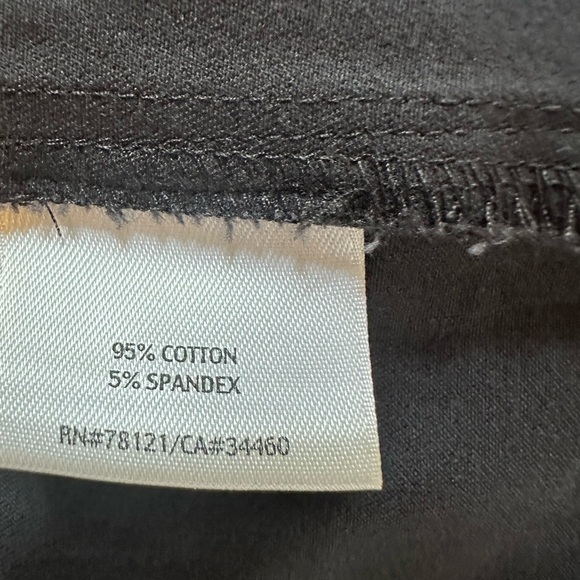 95% COTTON
5% SPANDEX
RN#78121/CA#34460